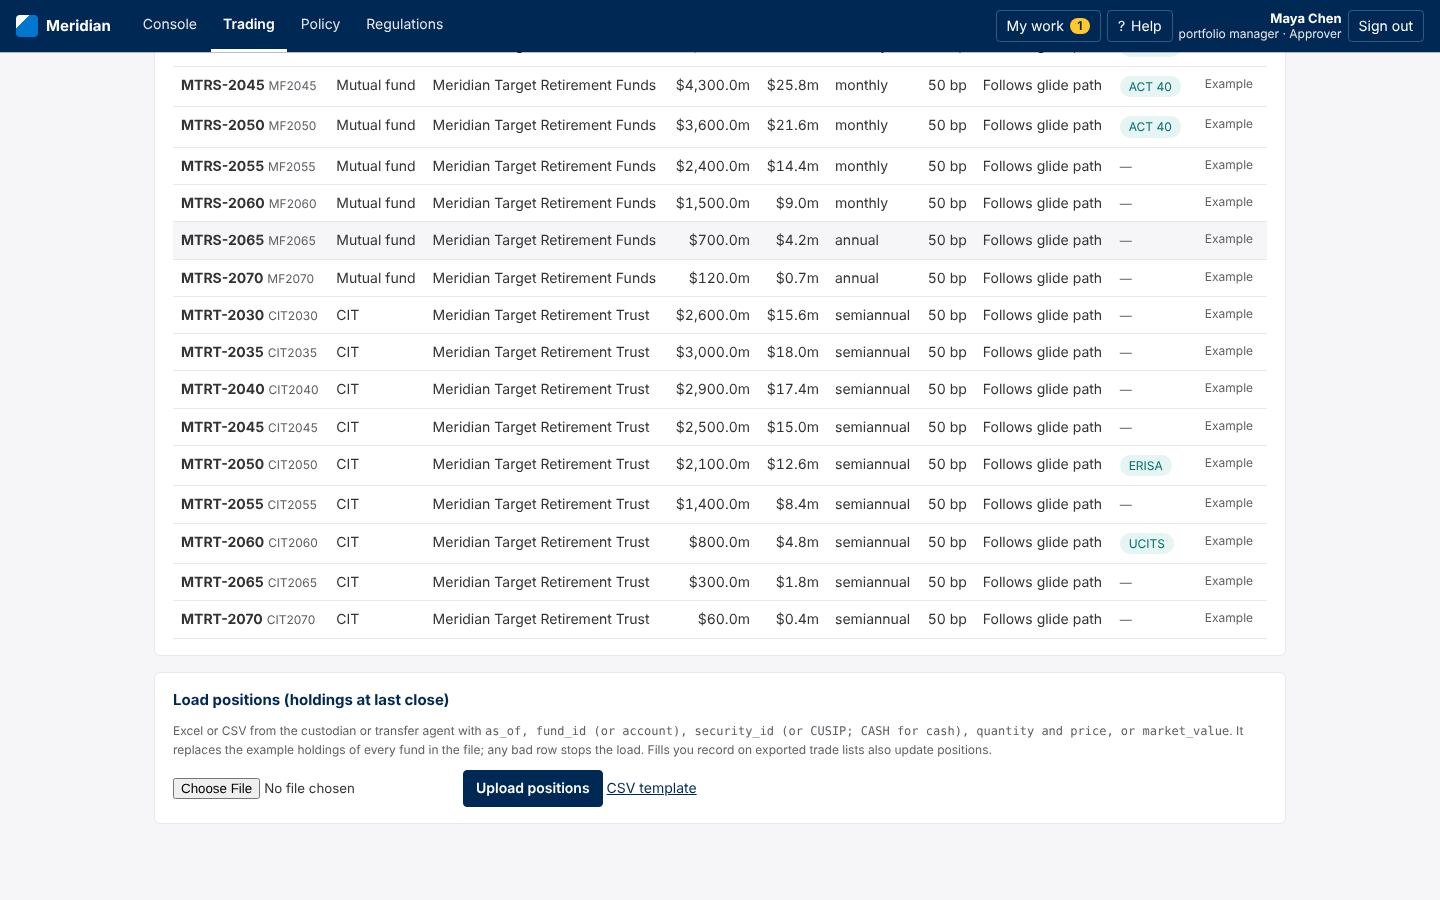 Meridian Console Trading Policy Regulations My work 1 ? Help Maya Chen Sign out
portfolio manager · Approver
MTRS-2045 MF2045 Mutual fund Meridian Target Retirement Funds $4,300.0m $25.8m monthly 50 bp Follows glide path ACT 40 Example
MTRS-2050 MF2050 Mutual fund Meridian Target Retirement Funds $3,600.0m $21.6m monthly 50 bp Follows glide path ACT 40 Example
MTRS-2055 MF2055 Mutual fund Meridian Target Retirement Funds $2,400.0m $14.4m monthly 50 bp Follows glide path — Example
MTRS-2060 MF2060 Mutual fund Meridian Target Retirement Funds $1,500.0m $9.0m monthly 50 bp Follows glide path — Example
MTRS-2065 MF2065 Mutual fund Meridian Target Retirement Funds $700.0m $4.2m annual 50 bp Follows glide path — Example
MTRS-2070 MF2070 Mutual fund Meridian Target Retirement Funds $120.0m $0.7m annual 50 bp Follows glide path — Example
MTRT-2030 CIT2030 CIT Meridian Target Retirement Trust $2,600.0m $15.6m semiannual 50 bp Follows glide path — Example
MTRT-2035 CIT2035 CIT Meridian Target Retirement Trust $3,000.0m $18.0m semiannual 50 bp Follows glide path — Example
MTRT-2040 CIT2040 CIT Meridian Target Retirement Trust $2,900.0m $17.4m semiannual 50 bp Follows glide path — Example
MTRT-2045 CIT2045 CIT Meridian Target Retirement Trust $2,500.0m $15.0m semiannual 50 bp Follows glide path — Example
MTRT-2050 CIT2050 CIT Meridian Target Retirement Trust $2,100.0m $12.6m semiannual 50 bp Follows glide path ERISA Example
MTRT-2055 CIT2055 CIT Meridian Target Retirement Trust $1,400.0m $8.4m semiannual 50 bp Follows glide path — Example
MTRT-2060 CIT2060 CIT Meridian Target Retirement Trust $800.0m $4.8m semiannual 50 bp Follows glide path UCITS Example
MTRT-2065 CIT2065 CIT Meridian Target Retirement Trust $300.0m $1.8m semiannual 50 bp Follows glide path — Example
MTRT-2070 CIT2070 CIT Meridian Target Retirement Trust $60.0m $0.4m semiannual 50 bp Follows glide path — Example
Load positions (holdings at last close)
Excel or CSV from the custodian or transfer agent with as_of, fund_id (or account), security_id (or CUSIP; CASH for cash), quantity and price, or market_value. It
replaces the example holdings of every fund in the file; any bad row stops the load. Fills you record on exported trade lists also update positions.
Choose File No file chosen Upload positions CSV template